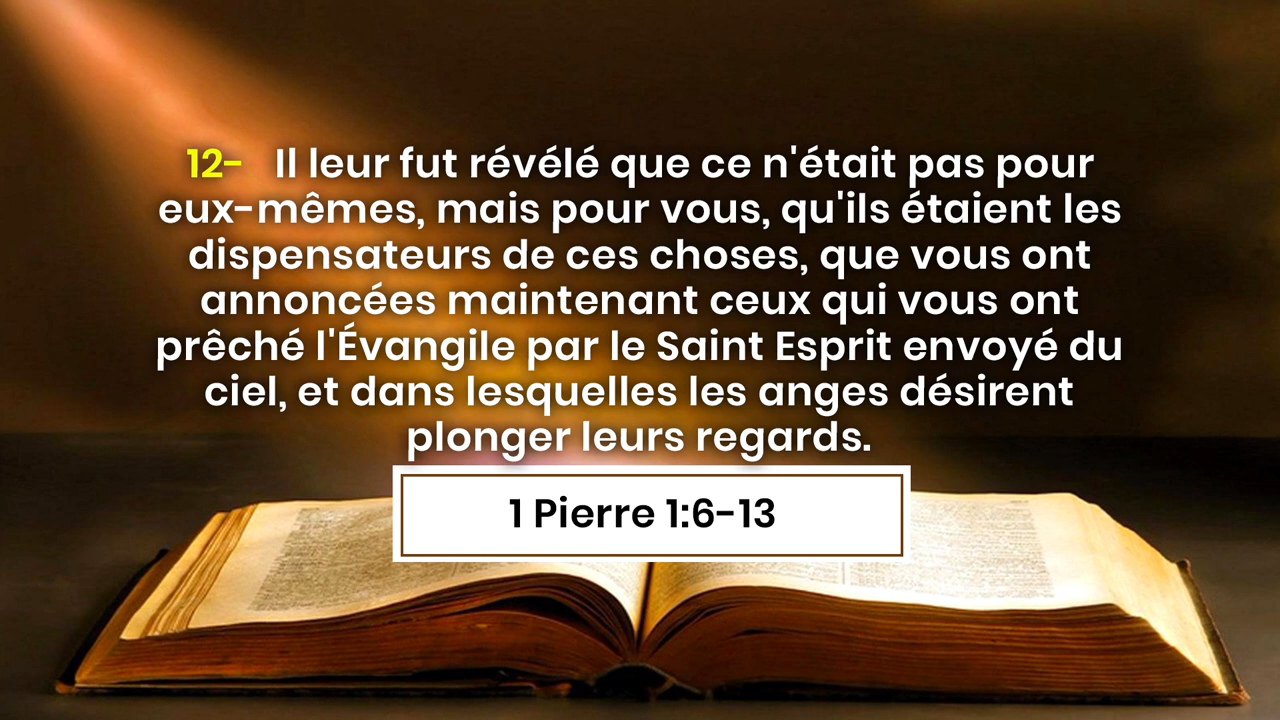 12- Il leur fut révélé que ce n'était pas pour
eux-mêmes, mais pour vous, qu'ils étaient les
dispensateurs de ces choses, que vous ont
annoncées maintenant ceux qui vous ont
prêché l'Évangile par le Saint Esprit envoyé du
ciel, et dans lesquelles les anges désirent
plonger leurs regards.
1 Pierre 1:6-13